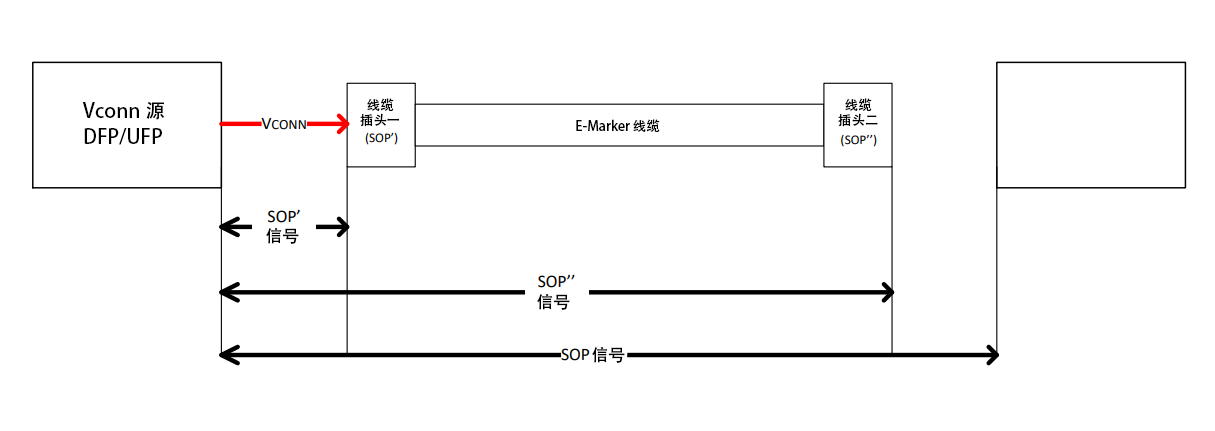 Vconn 源
DFP/UFP
VCONN
线缆
插头一
(SOP')
E-Marker 线缆
线缆
插头二
(SOP'')
SOP'
信号
SOP''
信号
SOP 信号